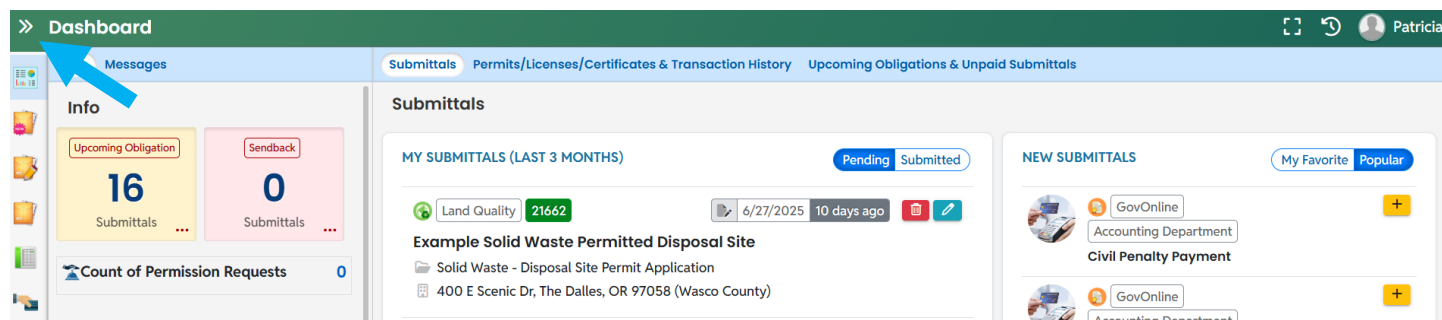 Dashboard
Patricia
Messages
Submittals Permits/Licenses/Certificates & Transaction History Upcoming Obligations & Unpaid Submittals
Info
Upcoming Obligation
16
Submittals
...
Sendback
0
Submittals
...
Count of Permission Requests 0
Submittals
MY SUBMITTALS (LAST 3 MONTHS)
Pending Submitted
Land Quality 21662
6/27/2025 10 days ago
Example Solid Waste Permitted Disposal Site
Solid Waste - Disposal Site Permit Application
400 E Scenic Dr, The Dalles, OR 97058 (Wasco County)
NEW SUBMITTALS
My Favorite Popular
GovOnline
+
Accounting Department
Civil Penalty Payment
GovOnline
+
Accounting Department